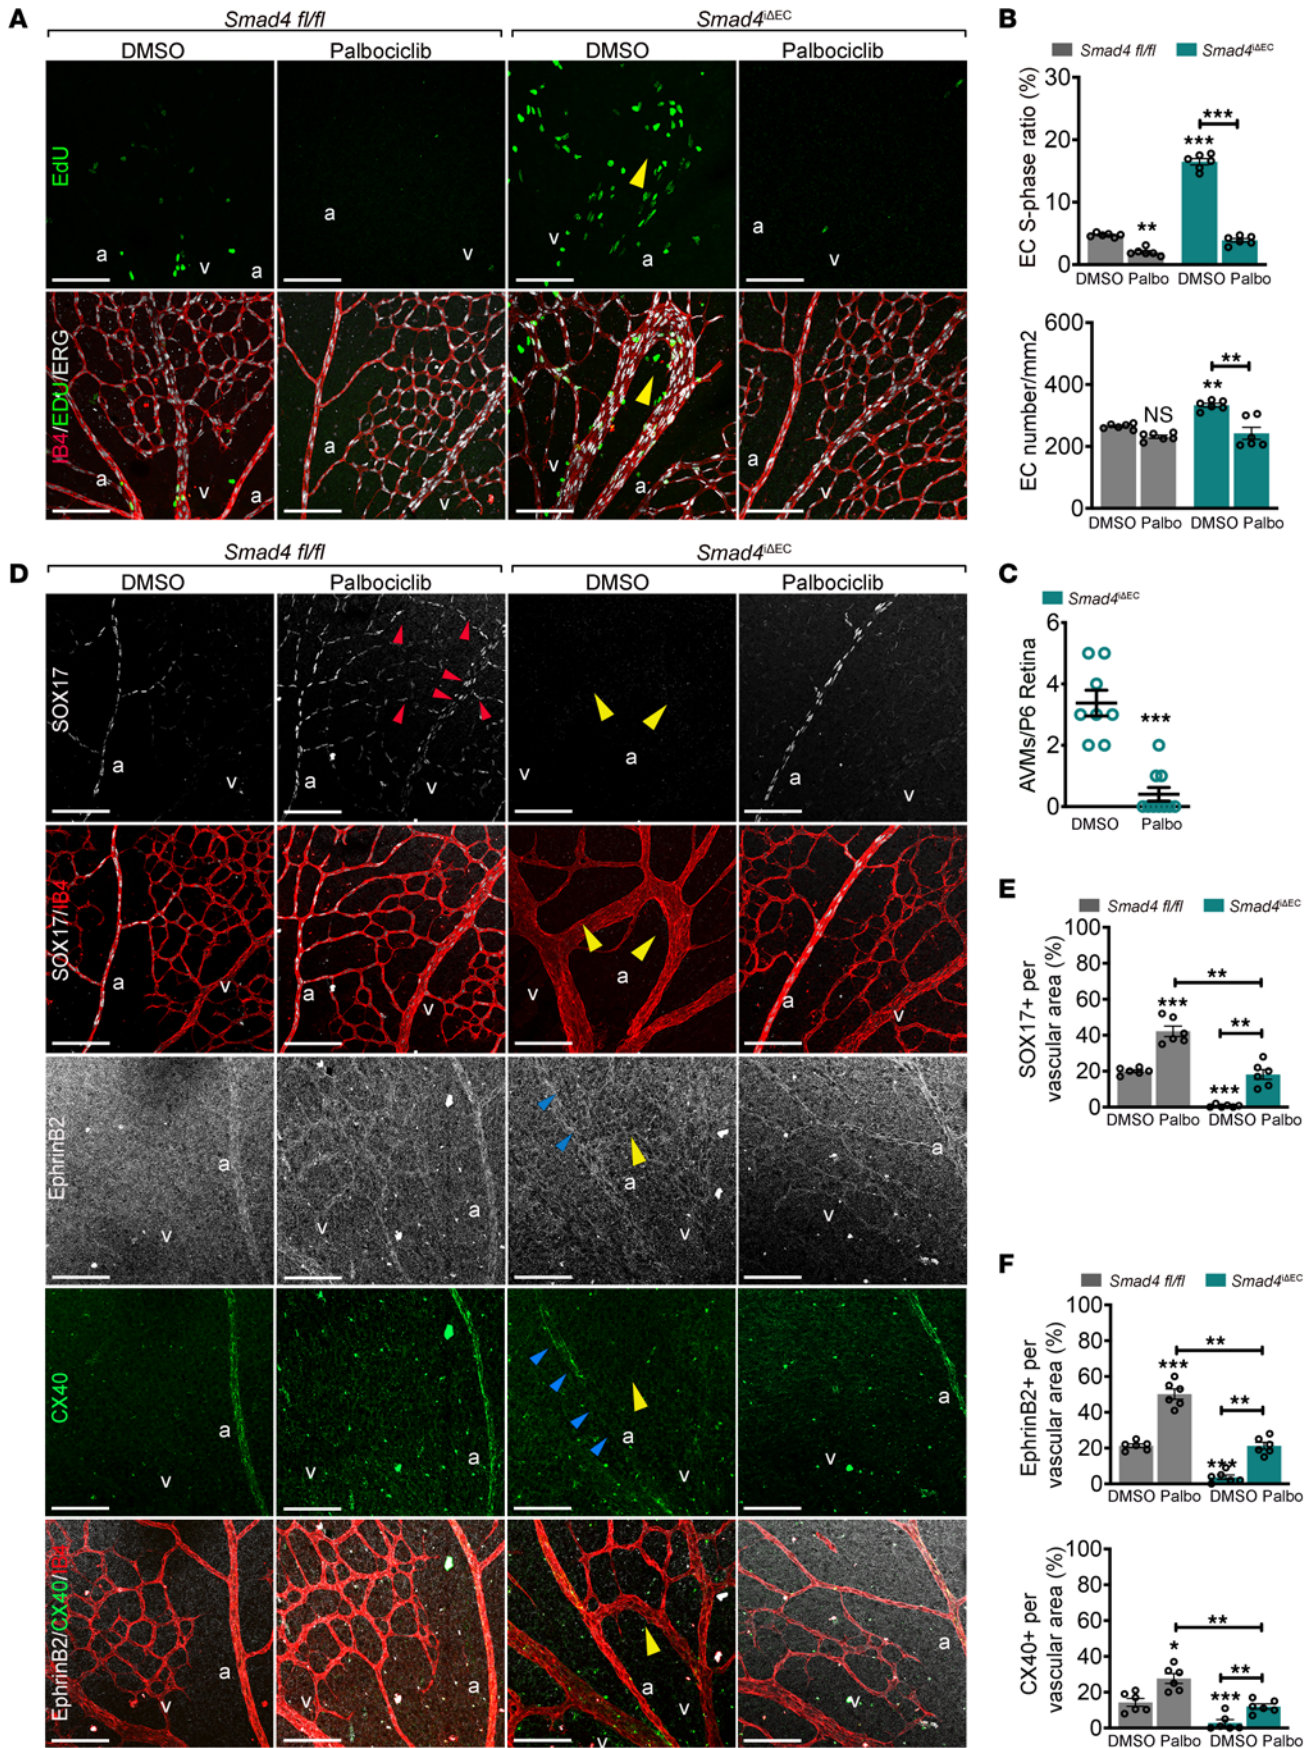 A
Smad4 fl/fl
Smad4iΔEC
DMSO
Palbociclib
DMSO
Palbociclib
EdU
a
v
a
a
v
v
a
a
v
IB4/EDU/ERG
a
v
a
a
v
v
a
a
v
B
Smad4 fl/fl
Smad4iΔEC
EC S-phase ratio (%)
30
20
10
0
**
***
***
DMSO Palbo
DMSO Palbo
EC number/mm2
600
400
200
0
NS
**
**
DMSO Palbo
DMSO Palbo
C
Smad4iΔEC
AVMs/P6 Retina
6
4
2
0
***
DMSO
Palbo
D
Smad4 fl/fl
Smad4iΔEC
DMSO
Palbociclib
DMSO
Palbociclib
SOX17
a
v
a
v
v
a
a
v
SOX17/IB4
a
v
a
v
v
a
a
v
EphrinB2
a
v
v
a
a
v
v
a
CX40
a
v
v
a
a
v
v
a
EphrinB2/CX40/IB4
a
v
v
a
a
v
v
v
a
E
Smad4 fl/fl
Smad4iΔEC
SOX17+ per
vascular area (%)
100
80
60
40
20
0
***
**
***
**
DMSO Palbo
DMSO Palbo
F
Smad4 fl/fl
Smad4iΔEC
EphrinB2+ per
vascular area (%)
100
80
60
40
20
0
***
**
***
**
DMSO Palbo
DMSO Palbo
CX40+ per
vascular area (%)
100
80
60
40
20
0
*
**
***
**
DMSO Palbo
DMSO Palbo